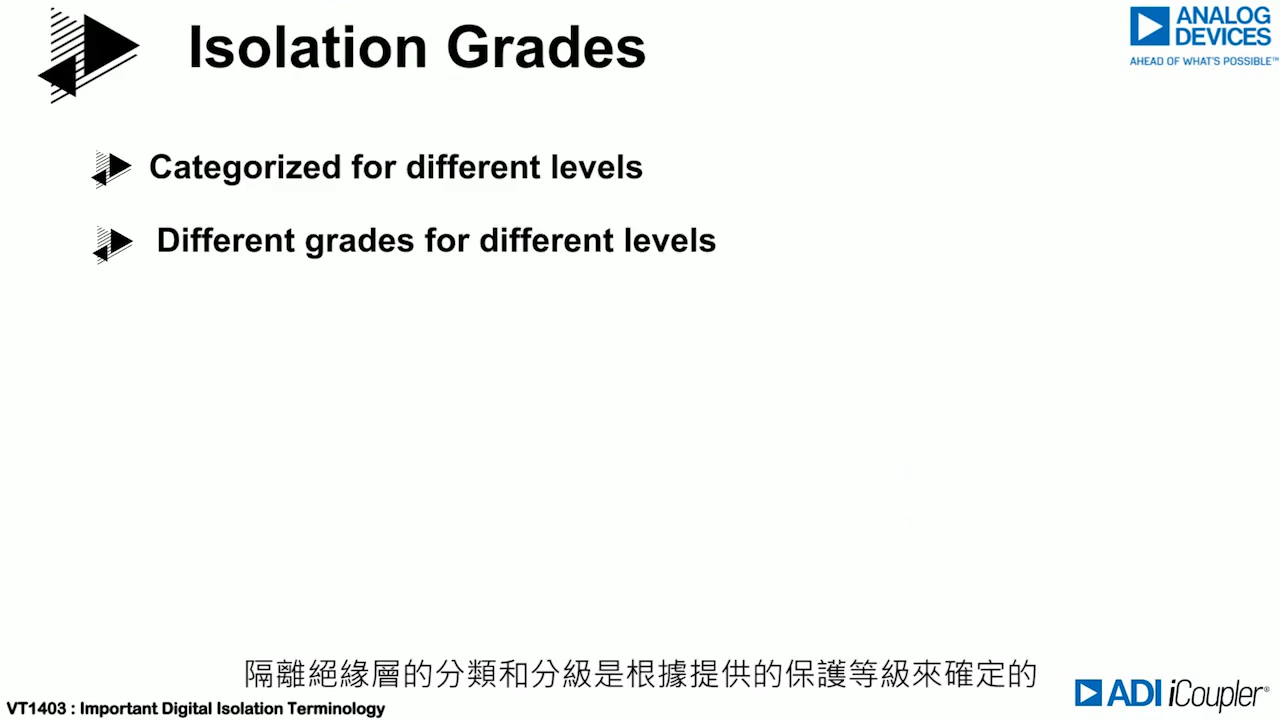 Isolation Grades
ANALOG
DEVICES
AHEAD OF WHAT'S POSSIBLE™
Categorized for different levels
Different grades for different levels
隔離絕緣層的分類和分級是根據提供的保護等級來確定的
VT1403 : Important Digital Isolation Terminology
ADI iCoupler®